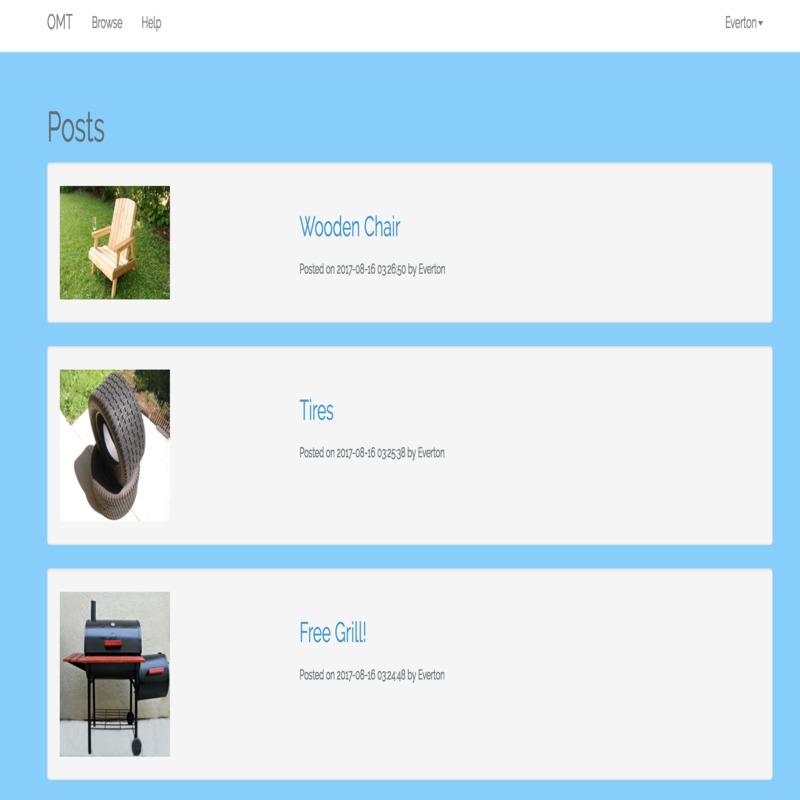 OMT Browse Help Everton
Posts
Wooden Chair
Posted on 2017-08-16 03:26:50 by Everton
Tires
Posted on 2017-08-16 03:25:38 by Everton
Free Grill!
Posted on 2017-08-16 03:24:48 by Everton